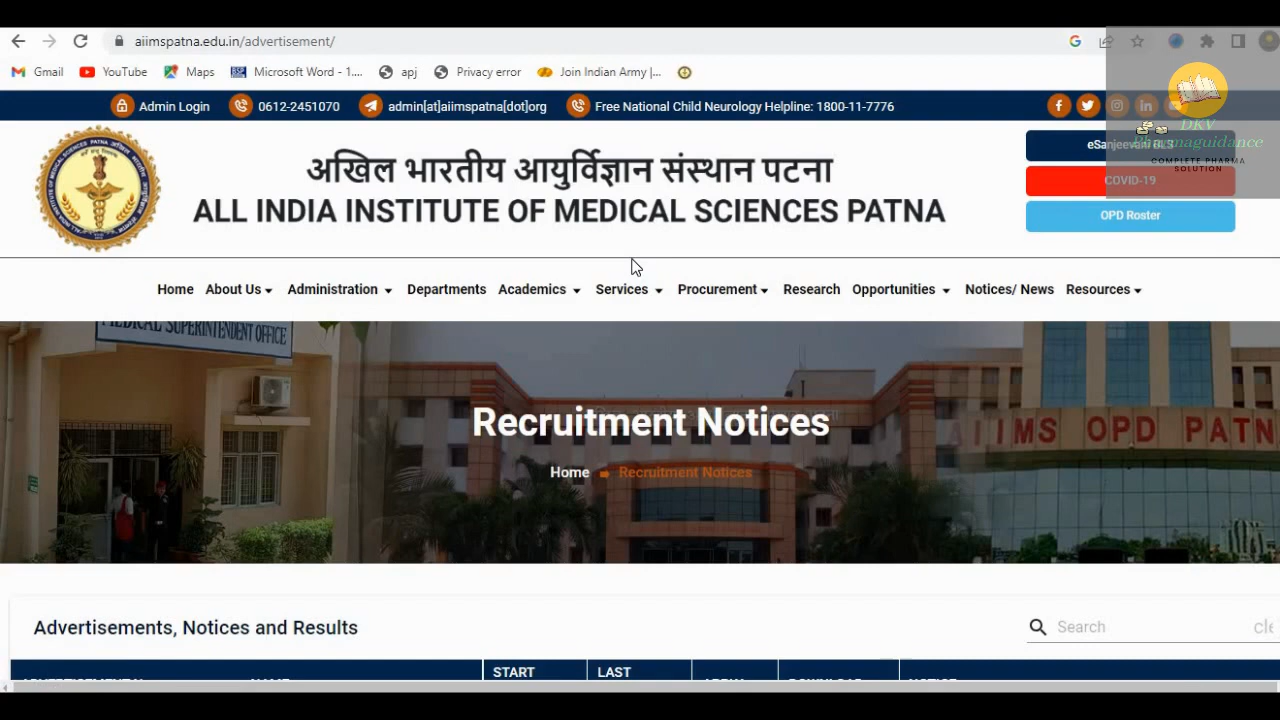 aiimspatna.edu.in/advertisement/
Gmail
YouTube
Maps
Microsoft Word - 1....
apj
Privacy error
Join Indian Army |...
Admin Login
0612-2451070
admin[at]aiimspatna[dot]org
Free National Child Neurology Helpline: 1800-11-7776
अखिल भारतीय आयुर्विज्ञान संस्थान पटना
ALL INDIA INSTITUTE OF MEDICAL SCIENCES PATNA
COVID-19
OPD Roster
DKV
Pharmaguidance
COMPLETE PHARMA
SOLUTION
Home
About Us
Administration
Departments
Academics
Services
Procurement
Research
Opportunities
Notices/ News
Resources
MEDICAL SUPERINTENDENT OFFICE
AIIMS OPD PATN
Recruitment Notices
Home
Recruitment Notices
Advertisements, Notices and Results
Search
START
LAST